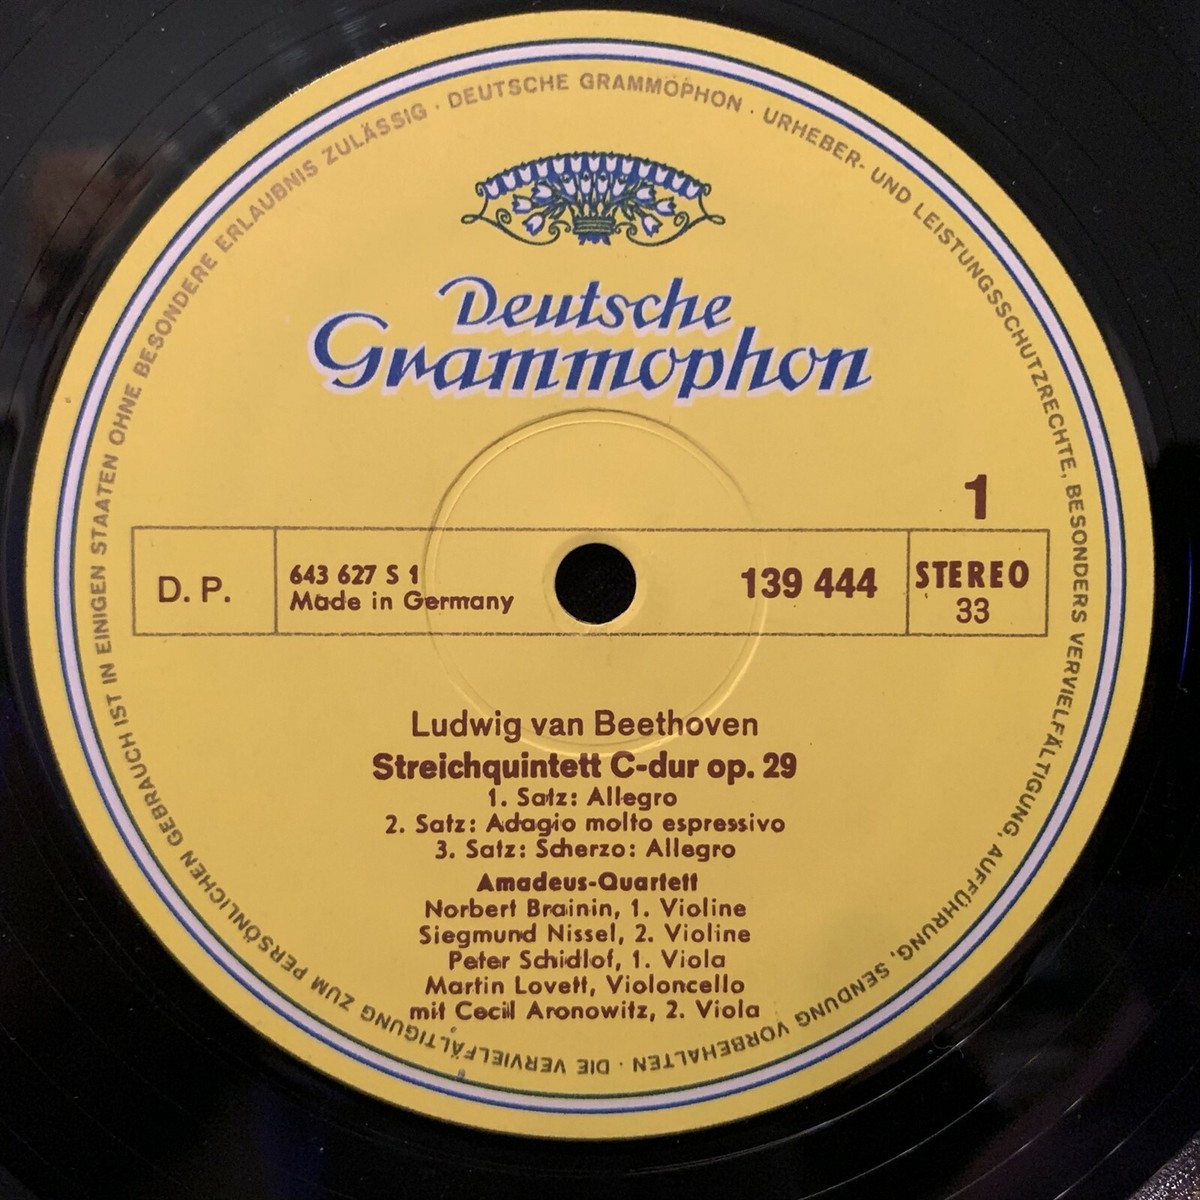 DEUTSCHE GRAMMOPHON · URHEBER- UND LEISTUNGSSCHUTZRECHTE, BESONDERS VERVIELFÄLTIGUNG, AUFFÜHRUNG, SENDUNG VORBEHALTEN · DIE VERVIELFÄLTIGUNG ZUM PERSÖNLICHEN GEBRAUCH IST IN EINIGEN STAATEN OHNE BESONDERE ERLAUBNIS ZULÄSSIG ·
Deutsche
Grammophon
1
D. P.
643 627 S 1
Made in Germany
139 444
STEREO
33
Ludwig van Beethoven
Streichquintett C-dur op. 29
1. Satz: Allegro
2. Satz: Adagio molto espressivo
3. Satz: Scherzo: Allegro
Amadeus-Quartett
Norbert Brainin, 1. Violine
Siegmund Nissel, 2. Violine
Peter Schidlof, 1. Viola
Martin Lovett, Violoncello
mit Cecil Aronowitz, 2. Viola